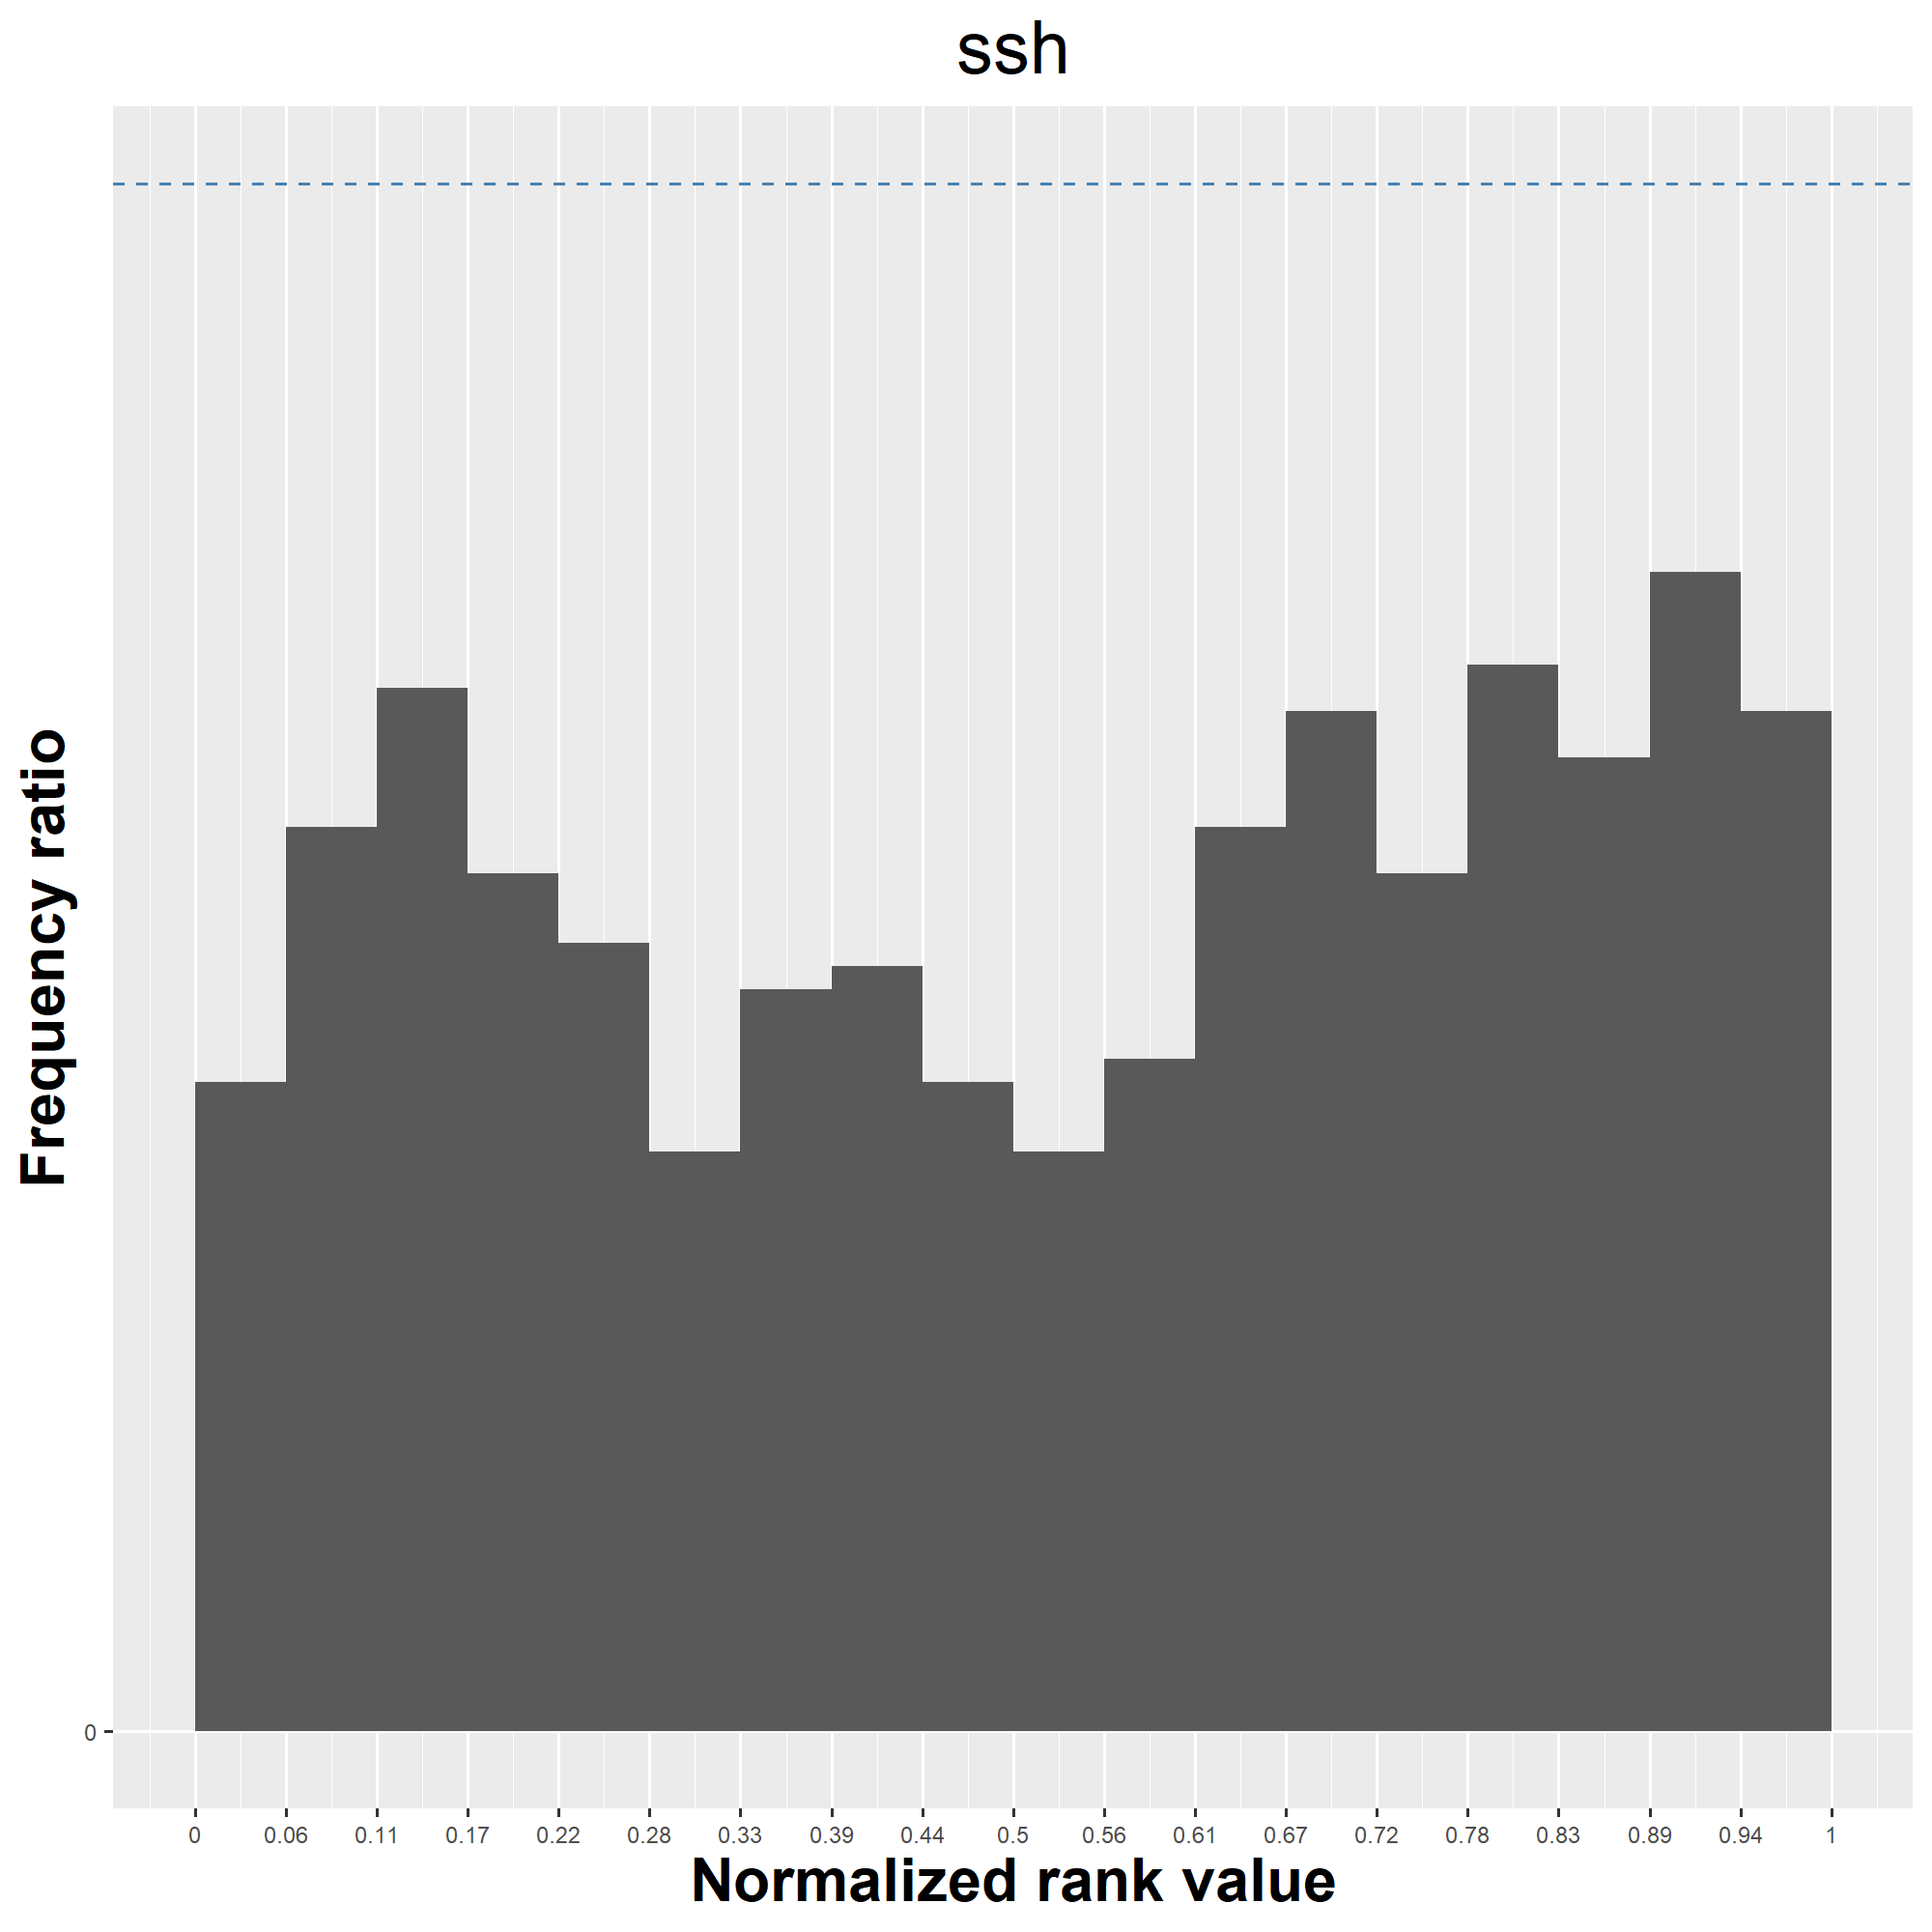 ssh
Frequency ratio
0
0 0.06 0.11 0.17 0.22 0.28 0.33 0.39 0.44 0.5 0.56 0.61 0.67 0.72 0.78 0.83 0.89 0.94 1
Normalized rank value